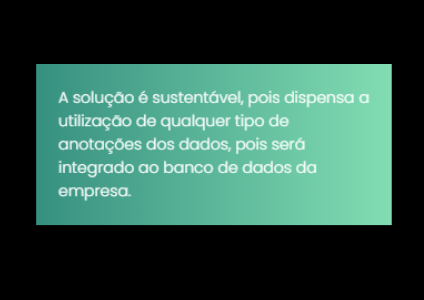 A solução é sustentável, pois dispensa a
utilização de qualquer tipo de
anotações dos dados, pois será
integrado ao banco de dados da
empresa.